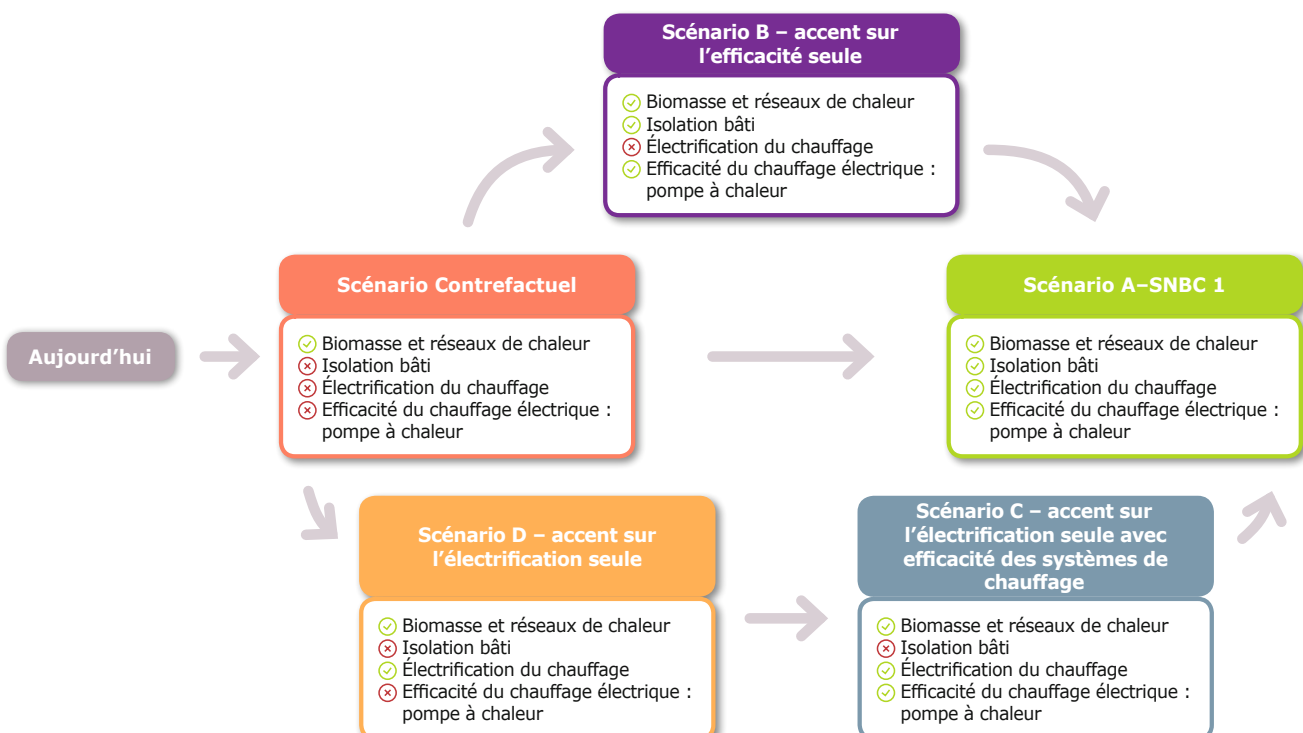 Scénario B – accent sur
l’efficacité seule
Biomasse et réseaux de chaleur
Isolation bâti
Électrification du chauffage
Efficacité du chauffage électrique :
pompe à chaleur
Aujourd’hui
Scénario Contrefactuel
Biomasse et réseaux de chaleur
Isolation bâti
Électrification du chauffage
Efficacité du chauffage électrique :
pompe à chaleur
Scénario A–SNBC 1
Biomasse et réseaux de chaleur
Isolation bâti
Électrification du chauffage
Efficacité du chauffage électrique :
pompe à chaleur
Scénario D – accent sur
l’électrification seule
Biomasse et réseaux de chaleur
Isolation bâti
Électrification du chauffage
Efficacité du chauffage électrique :
pompe à chaleur
Scénario C – accent sur
l’électrification seule avec
efficacité des systèmes de
chauffage
Biomasse et réseaux de chaleur
Isolation bâti
Électrification du chauffage
Efficacité du chauffage électrique :
pompe à chaleur